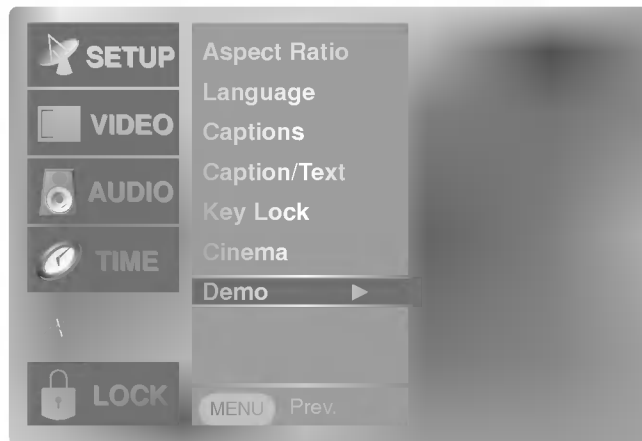 SETUP
VIDEO
AUDIO
TIME
LOCK
Aspect Ratio
Language
Captions
Caption/Text
Key Lock
Cinema
Demo
MENU Prev.